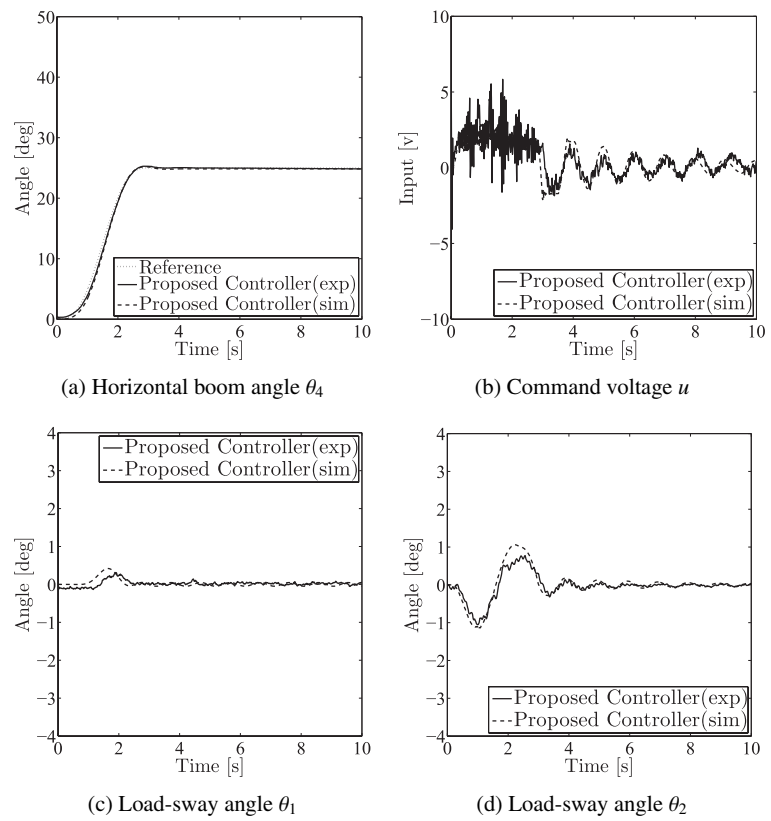 50
40
30
20
10
0
Angle [deg]
Reference
Proposed Controller(exp)
Proposed Controller(sim)
0 2 4 6 8 10
Time [s]
(a) Horizontal boom angle θ4
10
5
0
−5
−10
Input [v]
Proposed Controller(exp)
Proposed Controller(sim)
0 2 4 6 8 10
Time [s]
(b) Command voltage u
4
3
2
1
0
−1
−2
−3
−4
Angle [deg]
Proposed Controller(exp)
Proposed Controller(sim)
0 2 4 6 8 10
Time [s]
(c) Load-sway angle θ1
4
3
2
1
0
−1
−2
−3
−4
Angle [deg]
Proposed Controller(exp)
Proposed Controller(sim)
0 2 4 6 8 10
Time [s]
(d) Load-sway angle θ2